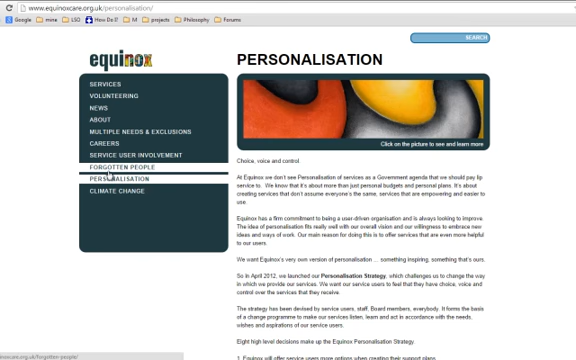 www.equinoxcare.org.uk/personalisation/
Google mine LSO How Do I? M projects Philosophy Forums
SEARCH
equinox
PERSONALISATION
SERVICES
VOLUNTEERING
NEWS
ABOUT
MULTIPLE NEEDS & EXCLUSIONS
CAREERS
SERVICE USER INVOLVEMENT
FORGOTTEN PEOPLE
PERSONALISATION
CLIMATE CHANGE
Click on the picture to see and learn more
Choice, voice and control.
At Equinox we don't see Personalisation of services as a Government agenda that we should pay lip
service to. We know that it's about more than just personal budgets and personal plans. It's about
creating services that don't assume everyone's the same, services that are empowering and easier to
use.
Equinox has a firm commitment to being a user-driven organisation and is always looking to improve.
The idea of personalisation fits really well with our overall vision and our willingness to embrace new
ideas and ways of work. Our main reason for doing this is to offer services that are even more helpful
to our users.
We want Equinox's very own version of personalisation ... something inspiring, something that's ours.
So in April 2012, we launched our Personalisation Strategy, which challenges us to change the way
in which we provide our services. We want our service users to feel that they have choice, voice and
control over the services that they receive.
The strategy has been devised by service users, staff, Board members, everybody. It forms the basis
of a change programme to make our services listen, learn and act in accordance with the needs,
wishes and aspirations of our service users.
Eight high level decisions make up the Equinox Personalisation Strategy.
1. Equinox will offer service users more options when creating their support plans.
noxcare.org.uk/forgotten-people/